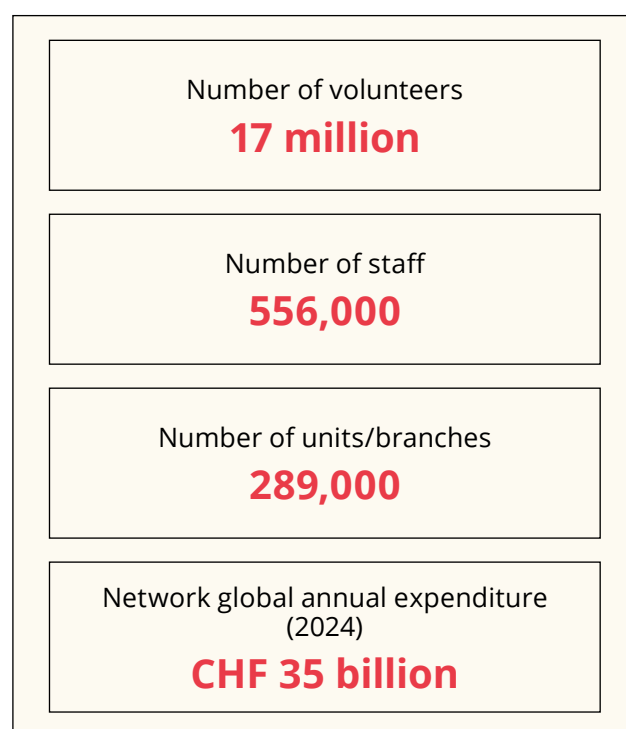 Number of volunteers
17 million
Number of staff
556,000
Number of units/branches
289,000
Network global annual expenditure
(2024)
CHF 35 billion